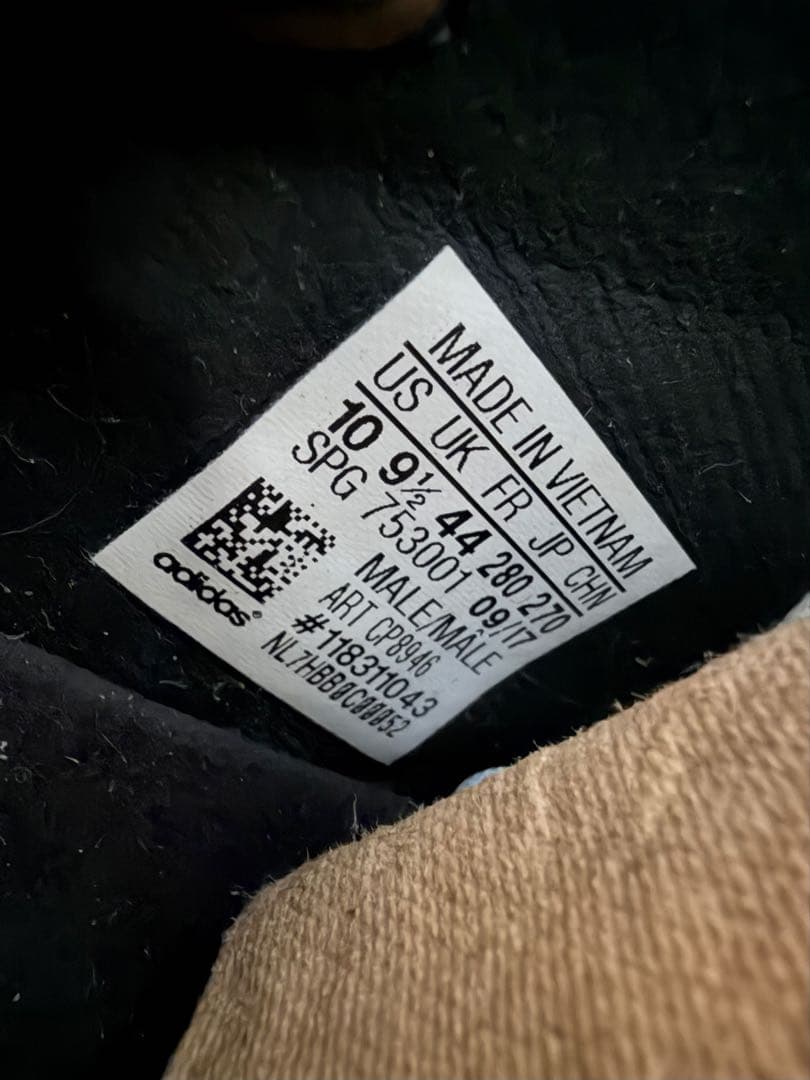 MADE IN VIETNAM
US UK FR JP CHN
10 9½ 44 280 270
SPG 753001 09/17
MALE/MÂLE
ART CP8946
#118311043
NL7HBB0C00052
adidas®